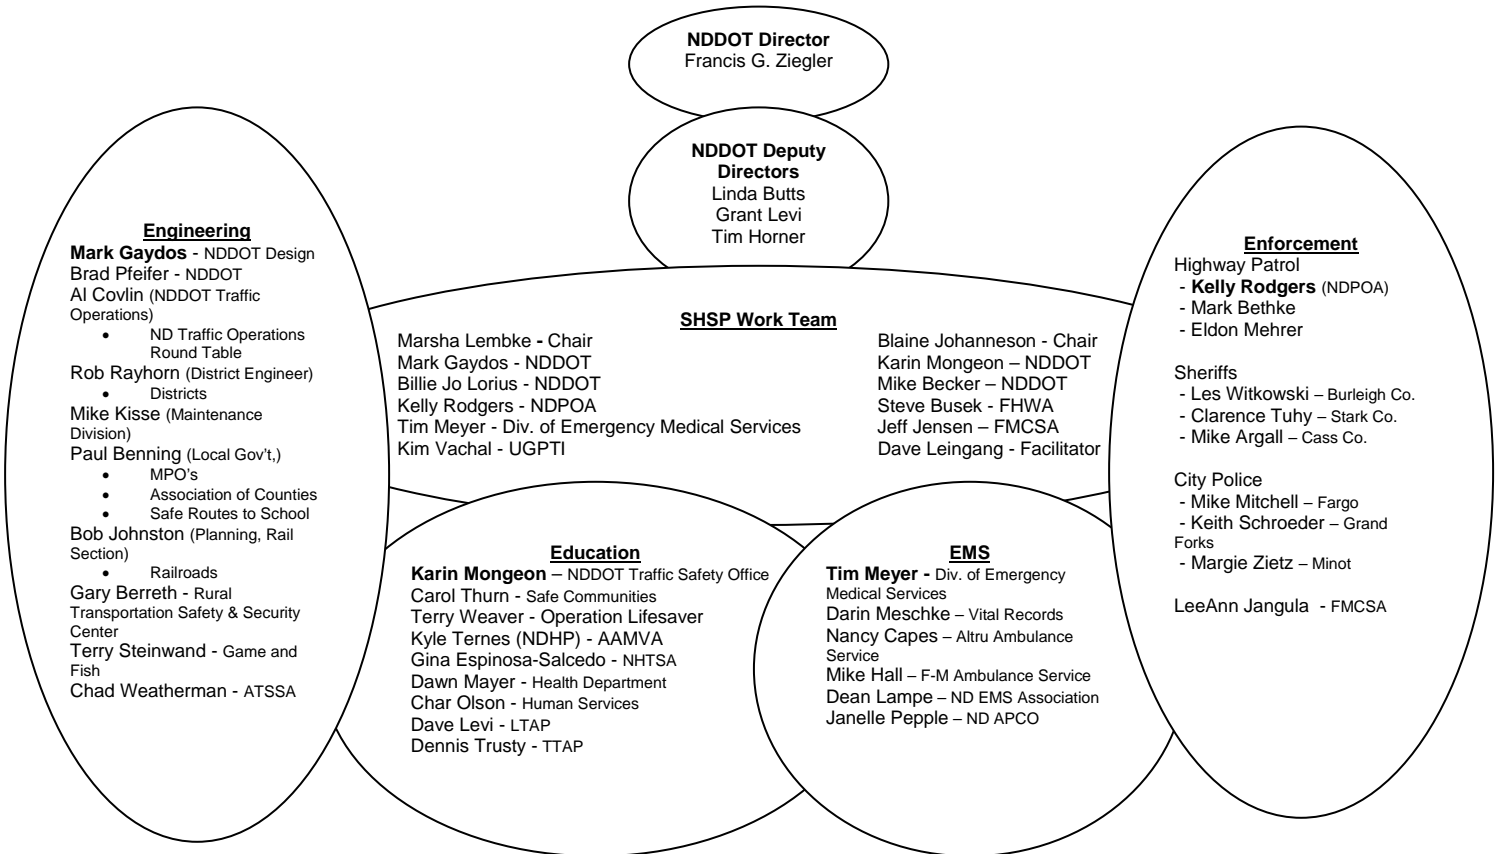 NDDOT Director
Francis G. Ziegler
NDDOT Deputy
Directors
Linda Butts
Grant Levi
Tim Horner
Engineering
Mark Gaydos - NDDOT Design
Brad Pfeifer - NDDOT
Al Covlin (NDDOT Traffic
Operations)
• ND Traffic Operations
Round Table
Rob Rayhorn (District Engineer)
• Districts
Mike Kisse (Maintenance
Division)
Paul Benning (Local Gov't,)
• MPO's
• Association of Counties
• Safe Routes to School
Bob Johnston (Planning, Rail
Section)
• Railroads
Gary Berreth - Rural
Transportation Safety & Security
Center
Terry Steinwand - Game and
Fish
Chad Weatherman - ATSSA
SHSP Work Team
Marsha Lembke - Chair
Mark Gaydos - NDDOT
Billie Jo Lorius - NDDOT
Kelly Rodgers - NDPOA
Tim Meyer - Div. of Emergency Medical Services
Kim Vachal - UGPTI
Blaine Johanneson - Chair
Karin Mongeon – NDDOT
Mike Becker – NDDOT
Steve Busek - FHWA
Jeff Jensen – FMCSA
Dave Leingang - Facilitator
Education
Karin Mongeon – NDDOT Traffic Safety Office
Carol Thurn - Safe Communities
Terry Weaver - Operation Lifesaver
Kyle Ternes (NDHP) - AAMVA
Gina Espinosa-Salcedo - NHTSA
Dawn Mayer - Health Department
Char Olson - Human Services
Dave Levi - LTAP
Dennis Trusty - TTAP
EMS
Tim Meyer - Div. of Emergency
Medical Services
Darin Meschke – Vital Records
Nancy Capes – Altru Ambulance
Service
Mike Hall – F-M Ambulance Service
Dean Lampe – ND EMS Association
Janelle Pepple – ND APCO
Enforcement
Highway Patrol
- Kelly Rodgers (NDPOA)
- Mark Bethke
- Eldon Mehrer
Sheriffs
- Les Witkowski – Burleigh Co.
- Clarence Tuhy – Stark Co.
- Mike Argall – Cass Co.
City Police
- Mike Mitchell – Fargo
- Keith Schroeder – Grand
Forks
- Margie Zietz – Minot
LeeAnn Jangula - FMCSA